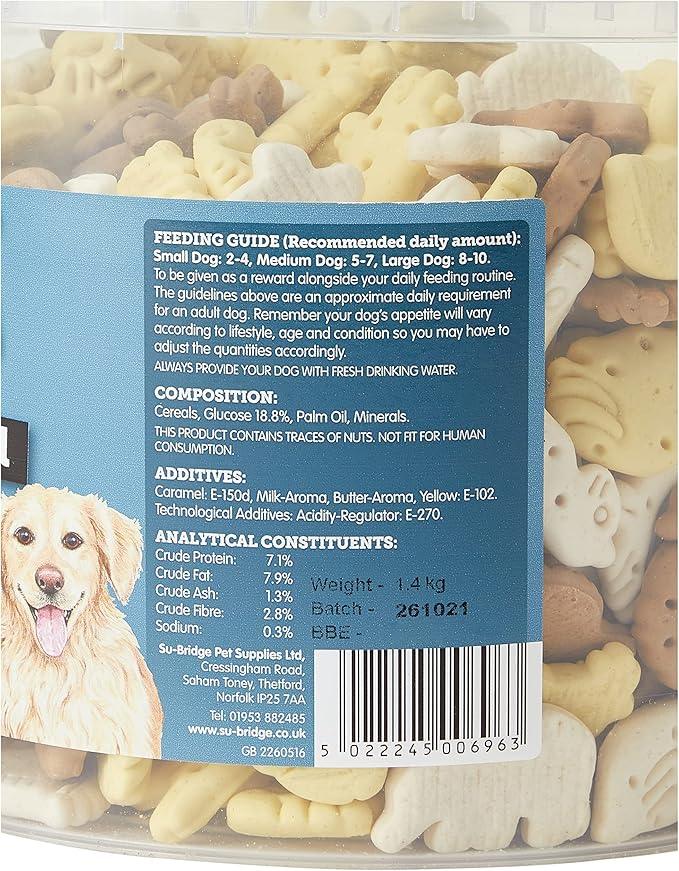 FEEDING GUIDE (Recommended daily amount):
Small Dog: 2-4, Medium Dog: 5-7, Large Dog: 8-10.
To be given as a reward alongside your daily feeding routine.
The guidelines above are an approximate daily requirement
for an adult dog. Remember your dog's appetite will vary
according to lifestyle, age and condition so you may have to
adjust the quantities accordingly.
ALWAYS PROVIDE YOUR DOG WITH FRESH DRINKING WATER.
COMPOSITION:
Cereals, Glucose 18.8%, Palm Oil, Minerals.
THIS PRODUCT CONTAINS TRACES OF NUTS. NOT FIT FOR HUMAN
CONSUMPTION.
ADDITIVES:
Caramel: E-150d, Milk-Aroma, Butter-Aroma, Yellow: E-102.
Technological Additives: Acidity-Regulator: E-270.
ANALYTICAL CONSTITUENTS:
Crude Protein: 7.1%
Crude Fat: 7.9%
Crude Ash: 1.3%
Crude Fibre: 2.8%
Sodium: 0.3%
Weight - 1.4 kg
Batch - 261021
BBE -
Su-Bridge Pet Supplies Ltd,
Cressingham Road,
Saham Toney, Thetford,
Norfolk IP25 7AA
Tel: 01953 882485
www.su-bridge.co.uk
GB 2260516
5 022245 006963